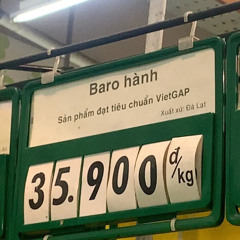 Baro hành
Sản phẩm đạt tiêu chuẩn VietGAP
Xuất xứ: Đà Lạt
35.900 đ/kg